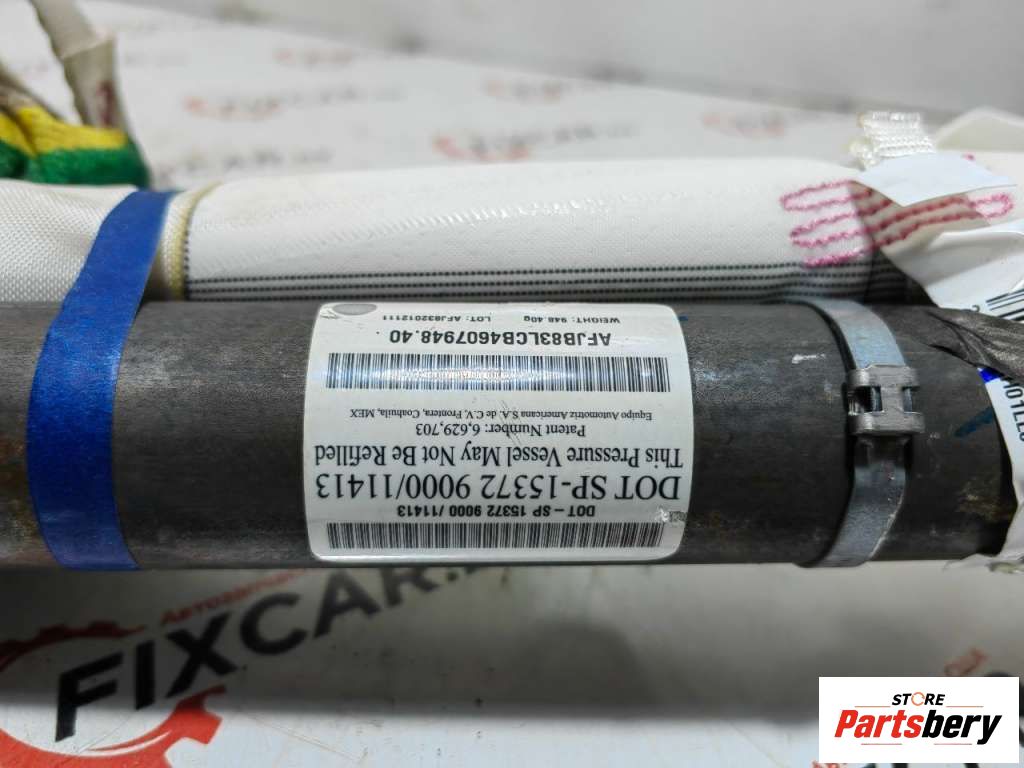 DOT – SP 15372 9000 /11413
DOT SP-15372 9000/11413
This Pressure Vessel May Not Be Refilled
Patent Number: 6,629,703
Equipo Automotriz Americana S.A. de C.V. Frontera, Coahuila, MEX
AFJB83LCB4607948.40
WEIGHT: 948.40g LOT: AFJ832012111
FIXCAR
STORE
Partsbery